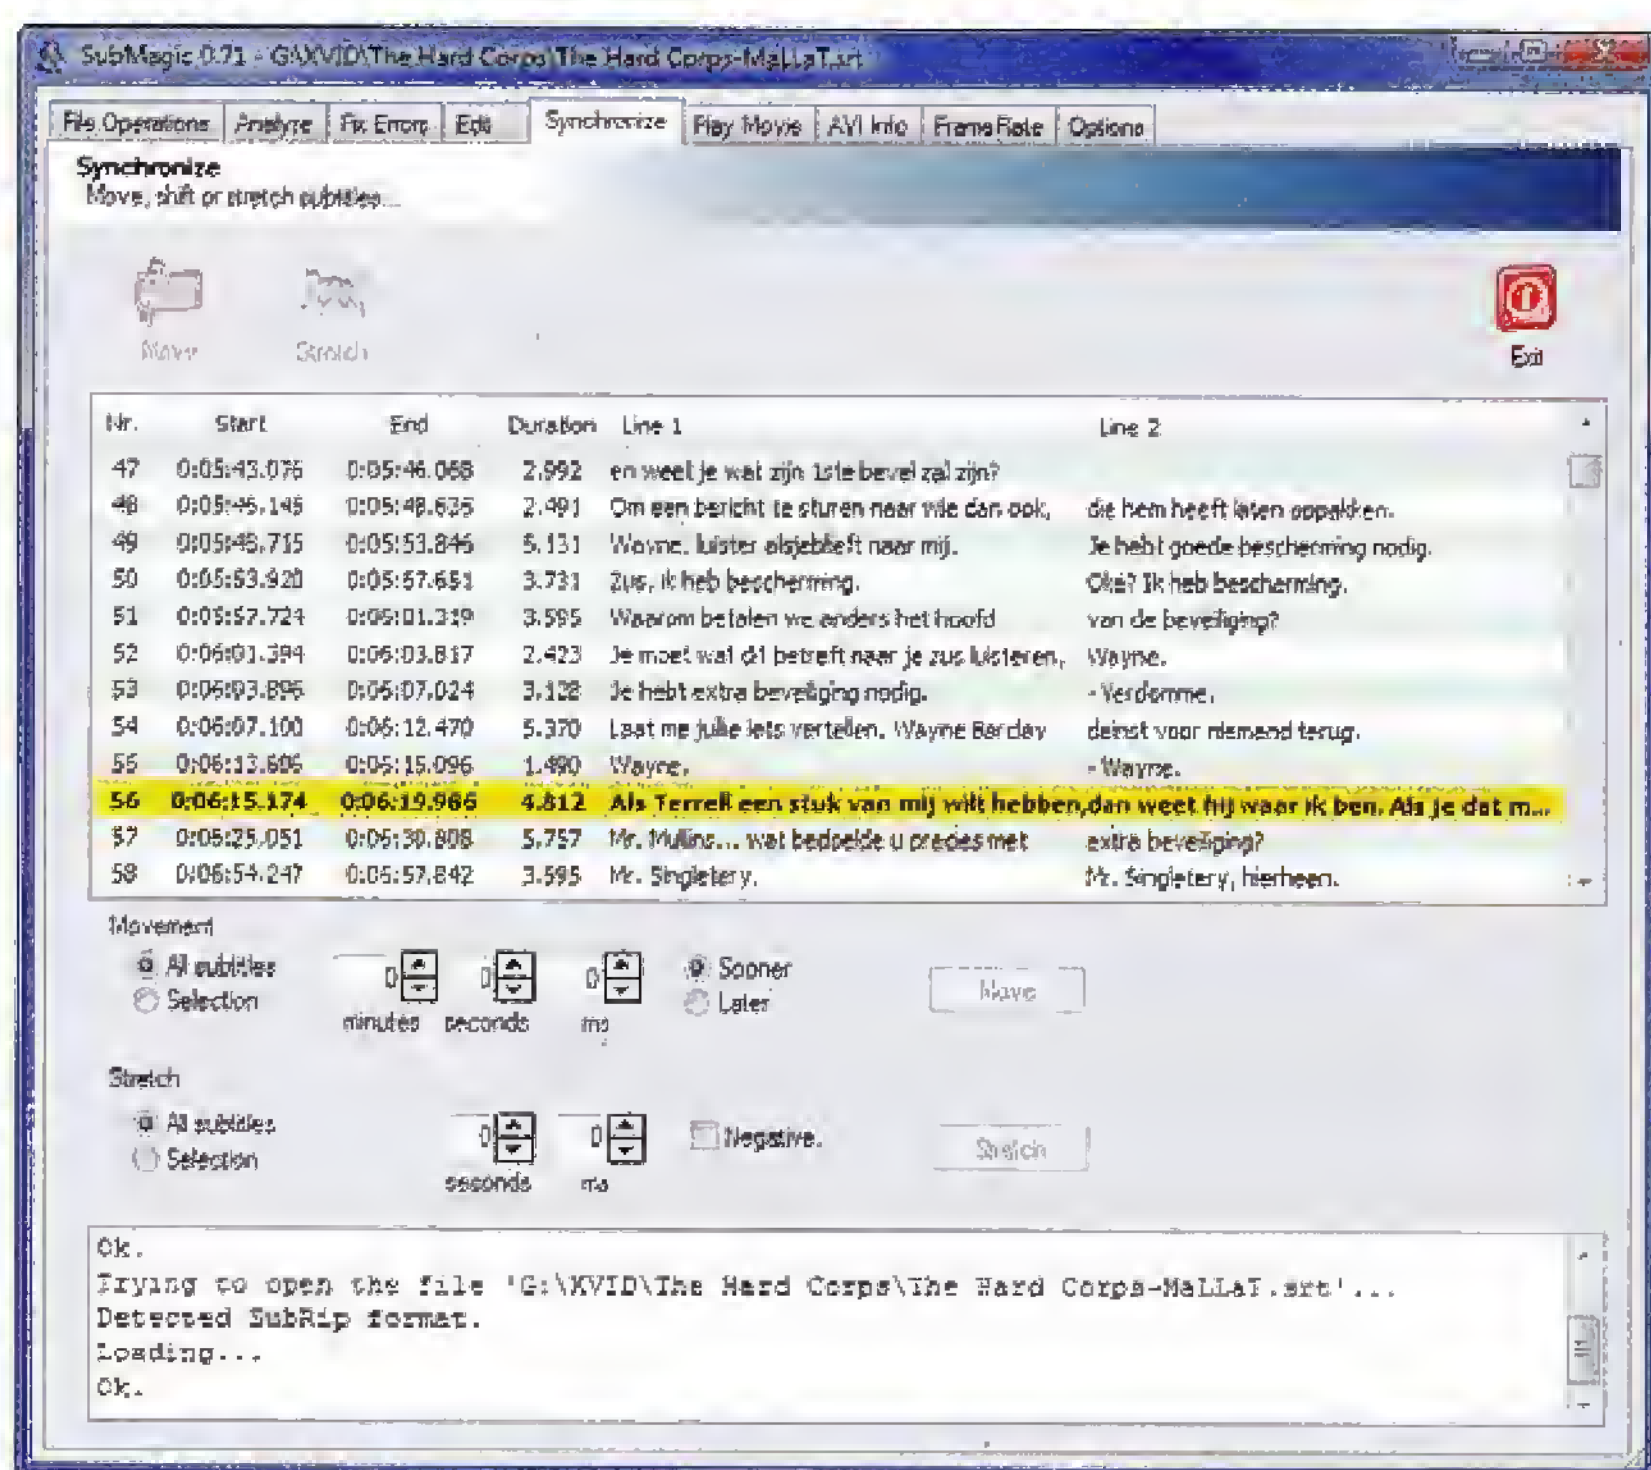 SubMagic 0.71 - G:\XVID\The Hard Corps\The Hard Corps-MaLLaT.srt
File Operations Analyze Fix Errors Edit Synchronize Play Movie AVI Info Frame Rate Options
Synchronize
Move, shift or stretch subtitles...
Move Stretch Exit
Nr. Start End Duration Line 1 Line 2
47 0:05:43.076 0:05:46.068 2.992 en weet je wat zijn 1ste bevel zal zijn?
48 0:05:46.145 0:05:48.636 2.491 Om een bericht te sturen naar wie dan ook, die hem heeft laten oppakken.
49 0:05:48.715 0:05:53.846 5.131 Wayne, luister alsjeblieft naar mij. Je hebt goede bescherming nodig.
50 0:05:53.920 0:05:57.651 3.731 Zus, ik heb bescherming. Oké? Ik heb bescherming.
51 0:05:57.724 0:06:01.319 3.595 Waarom betalen we anders het hoofd van de beveiliging?
52 0:06:01.394 0:06:03.817 2.423 Je moet wat dit betreft naar je zus luisteren, Wayne.
53 0:06:03.896 0:06:07.024 3.128 Je hebt extra beveiliging nodig. - Verdomme.
54 0:06:07.100 0:06:12.470 5.370 Laat me jullie iets vertellen. Wayne Barclay deinst voor niemand terug.
55 0:06:13.606 0:06:15.096 1.490 Wayne. - Wayne.
56 0:06:15.174 0:06:19.986 4.812 Als Terrell een stuk van mij wilt hebben, dan weet hij waar ik ben. Als je dat m...
57 0:06:25.051 0:06:30.808 5.757 Mr. Mullins... wat bedoelde u precies met extra beveiliging?
58 0:06:54.247 0:06:57.842 3.595 Mr. Singletery. Mr. Singletery, hierheen.
Movement
All subtitles 0 0 0 Sooner
Selection Later Move
minutes seconds ms
Stretch
All subtitles 0 0 Negative. Stretch
Selection
seconds ms
Ok.
Trying to open the file 'G:\XVID\The Hard Corps\The Hard Corps-MaLLaT.srt'...
Detected SubRip format.
Loading...
Ok.